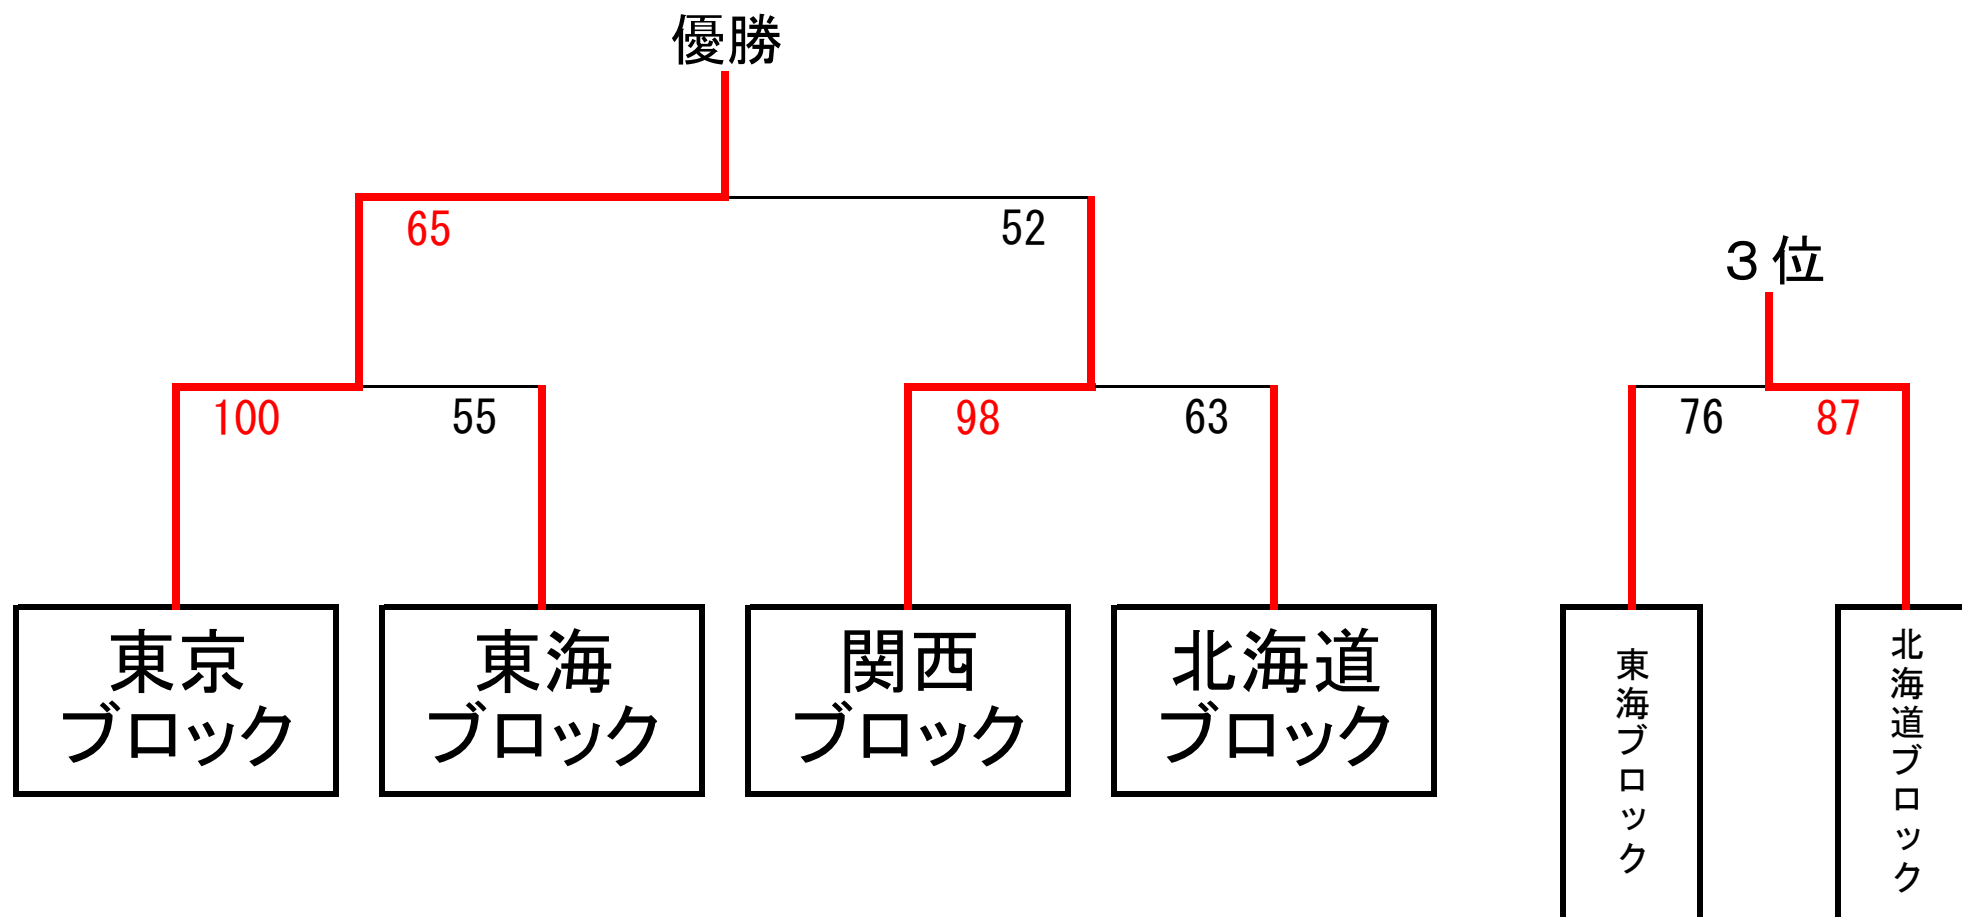 優勝
65
52
３位
100
55
98
63
76
87
東京
ブロック
東海
ブロック
関西
ブロック
北海道
ブロック
東海ブロック
北海道ブロック